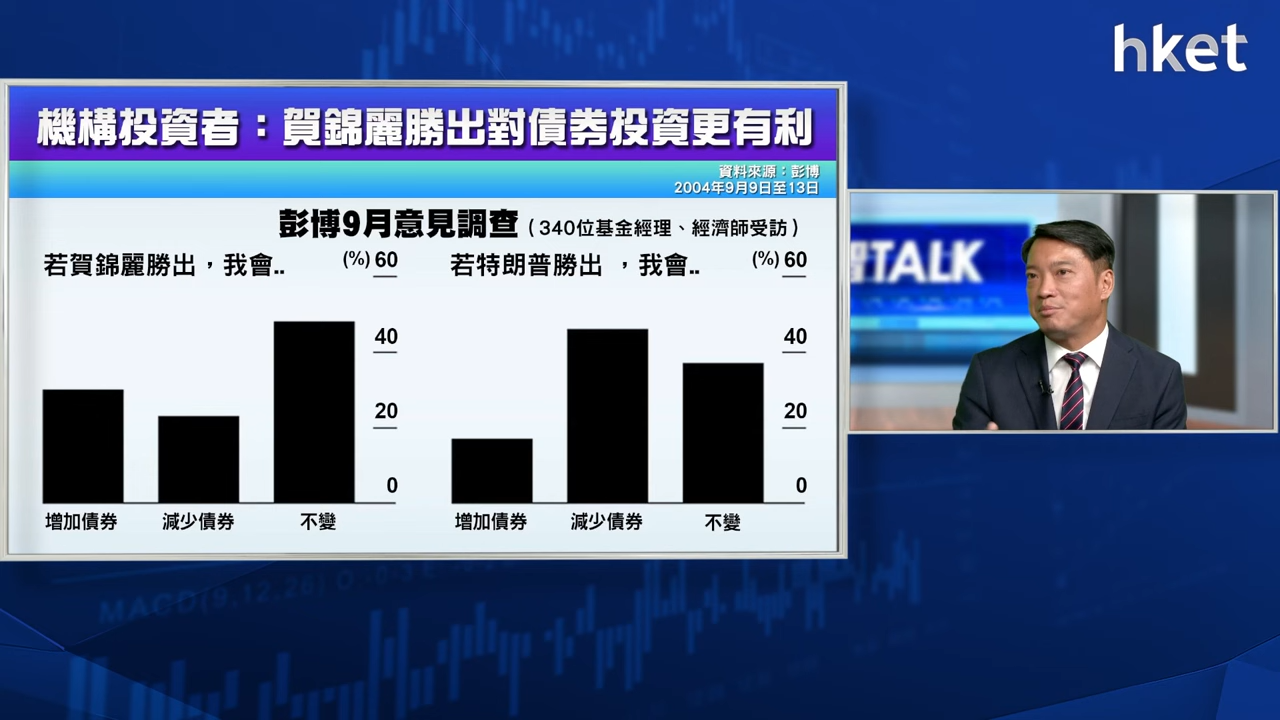 hket
機構投資者：賀錦麗勝出對債券投資更有利
資料來源：彭博
2004年9月9日至13日
彭博9月意見調查（340位基金經理、經濟師受訪）
若賀錦麗勝出，我會..
(%) 60
40
20
0
增加債券 減少債券 不變
若特朗普勝出 ，我會..
(%) 60
40
20
0
增加債券 減少債券 不變
TALK
MACD(9,12,26)